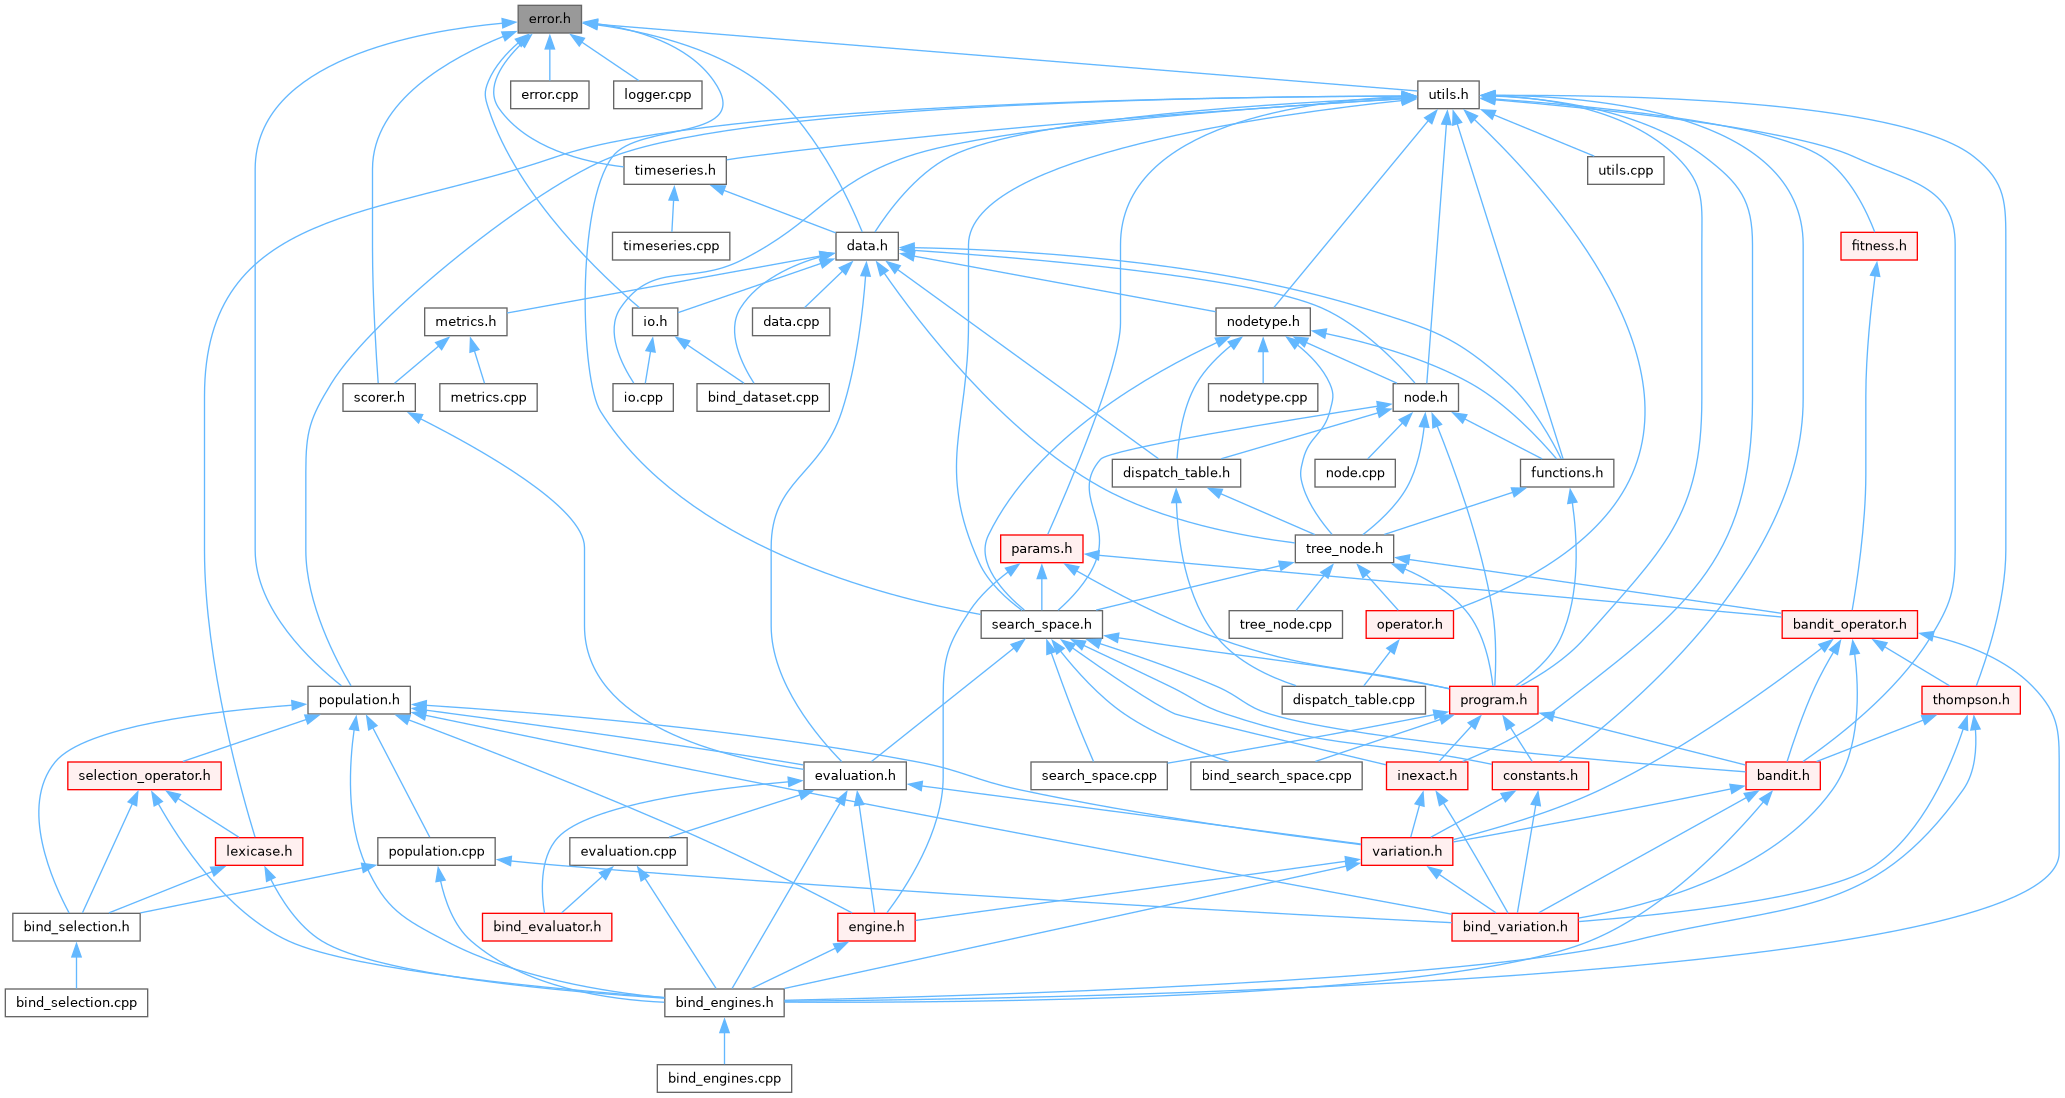 error.h
error.cpp
logger.cpp
utils.h
timeseries.h
utils.cpp
timeseries.cpp
data.h
fitness.h
metrics.h
io.h
data.cpp
nodetype.h
scorer.h
metrics.cpp
io.cpp
bind_dataset.cpp
nodetype.cpp
node.h
dispatch_table.h
node.cpp
functions.h
params.h
tree_node.h
search_space.h
tree_node.cpp
operator.h
bandit_operator.h
population.h
dispatch_table.cpp
program.h
thompson.h
selection_operator.h
evaluation.h
search_space.cpp
bind_search_space.cpp
inexact.h
constants.h
bandit.h
lexicase.h
population.cpp
evaluation.cpp
variation.h
bind_selection.h
bind_evaluator.h
engine.h
bind_variation.h
bind_selection.cpp
bind_engines.h
bind_engines.cpp